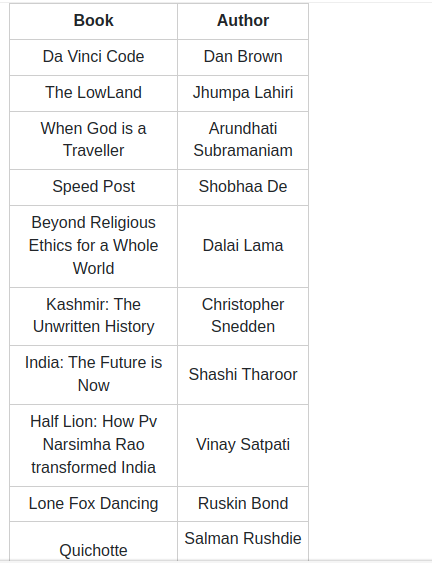 Book Author
Da Vinci Code Dan Brown
The LowLand Jhumpa Lahiri
When God is a Arundhati
Traveller Subramaniam
Speed Post Shobhaa De
Beyond Religious
Ethics for a Whole Dalai Lama
World
Kashmir: The Christopher
Unwritten History Snedden
India: The Future is Shashi Tharoor
Now
Half Lion: How Pv
Narsimha Rao Vinay Satpati
transformed India
Lone Fox Dancing Ruskin Bond
Quichotte Salman Rushdie